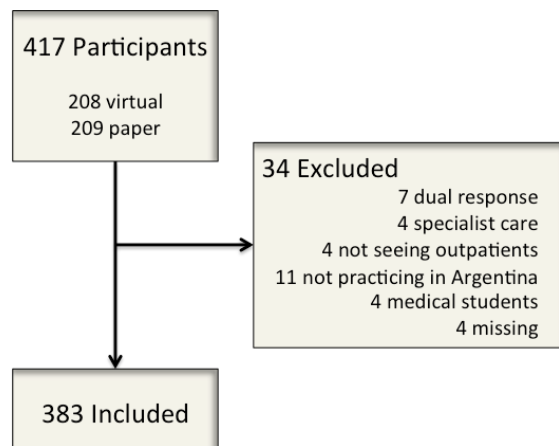 417 Participants
208 virtual
209 paper
34 Excluded
7 dual response
4 specialist care
4 not seeing outpatients
11 not practicing in Argentina
4 medical students
4 missing
383 Included